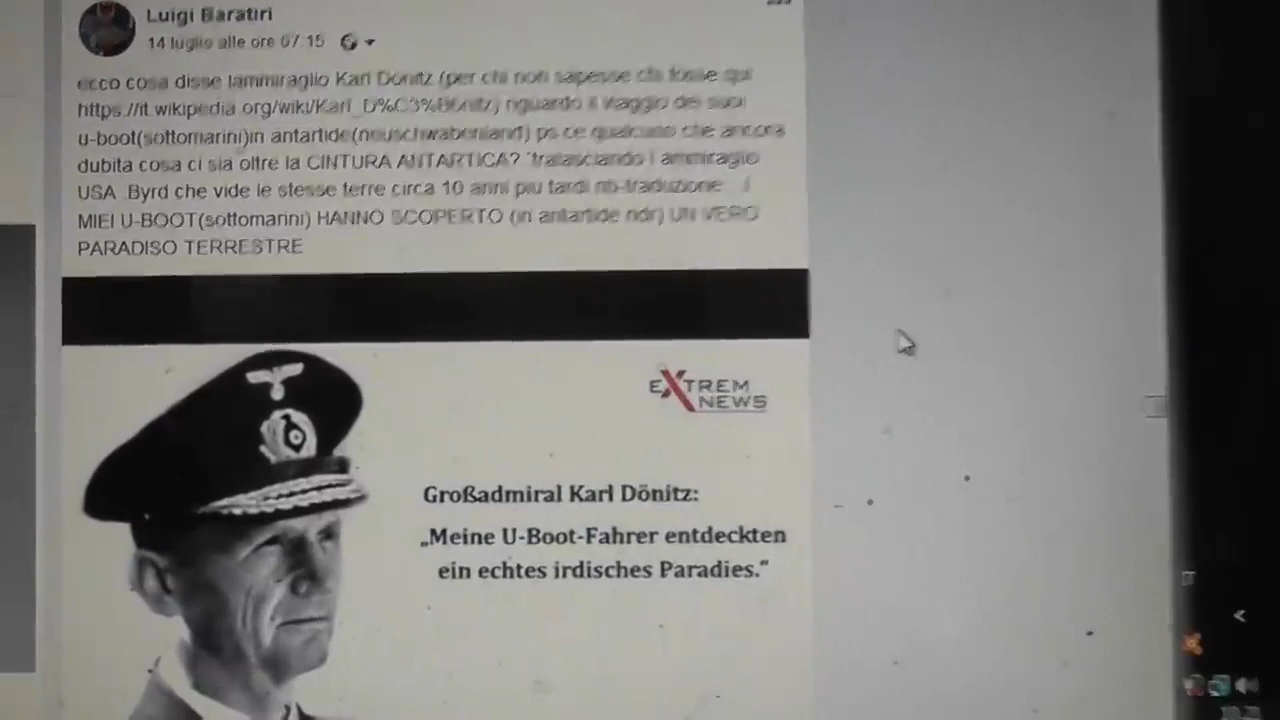 Luigi Baratiri
14 luglio alle ore 07:15
ecco cosa disse lammiraglio Karl Donitz (per chi non sapesse chi fosse qui
https://it.wikipedia.org/wiki/Karl_D%C3%B6nitz) riguardo il viaggio dei suoi
u-boot(sottomarini)in antartide(neuschwabenland) ps ce qualcuno che ancora
dubita cosa ci sia oltre la CINTURA ANTARTICA? tralasciando l ammiraglio
USA .Byrd che vide le stesse terre circa 10 anni piu tardi nb-traduzione: I
MIEI U-BOOT(sottomarini) HANNO SCOPERTO (in antartide ndr) UN VERO
PARADISO TERRESTRE
EXTREM
NEWS
Großadmiral Karl Dönitz:
„Meine U-Boot-Fahrer entdeckten
ein echtes irdisches Paradies.“